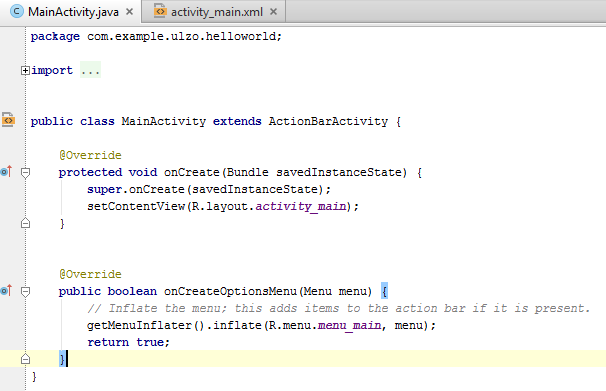 MainActivity.java × activity_main.xml ×
package com.example.ulzo.helloworld;
import ...
public class MainActivity extends ActionBarActivity {
@Override
protected void onCreate(Bundle savedInstanceState) {
super.onCreate(savedInstanceState);
setContentView(R.layout.activity_main);
}
@Override
public boolean onCreateOptionsMenu(Menu menu) {
// Inflate the menu; this adds items to the action bar if it is present.
getMenuInflater().inflate(R.menu.menu_main, menu);
return true;
}
}